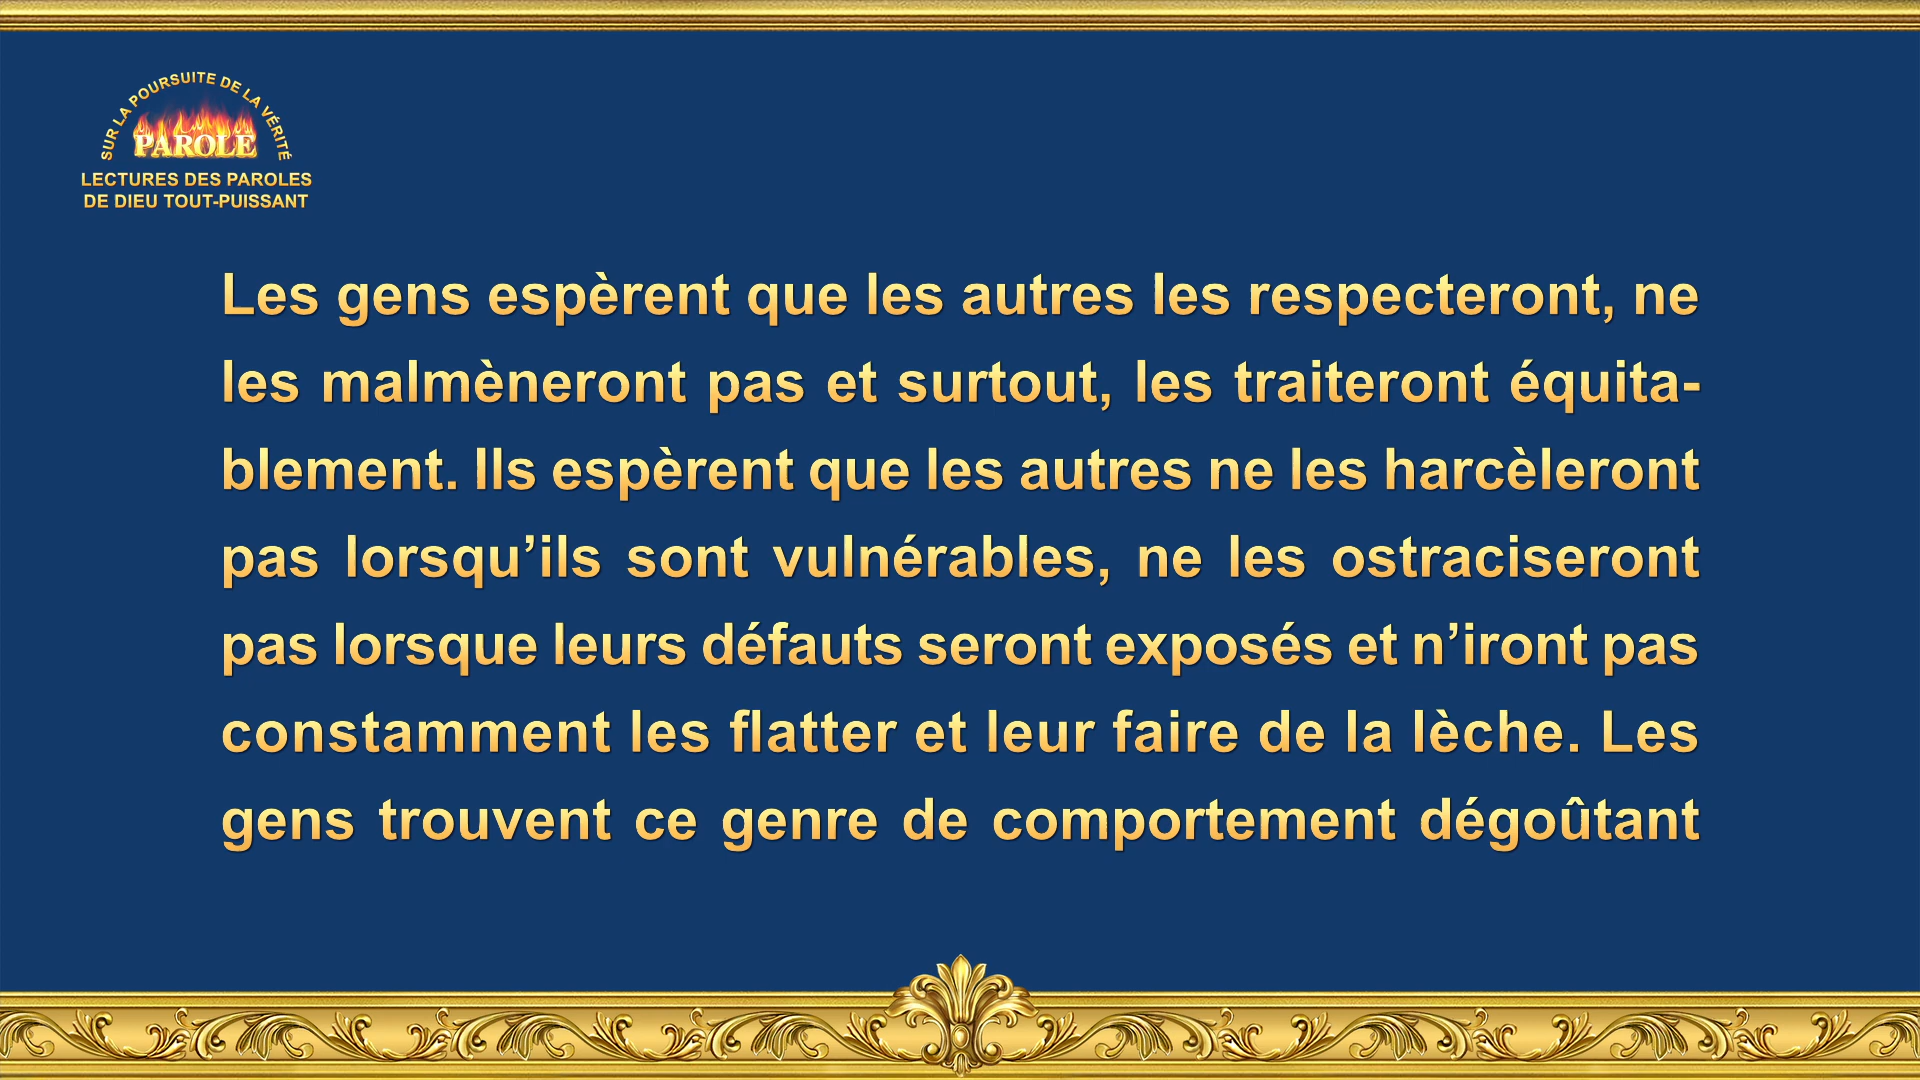 SUR LA POURSUITE DE LA VÉRITÉ
PAROLE
LECTURES DES PAROLES
DE DIEU TOUT-PUISSANT
Les gens espèrent que les autres les respecteront, ne
les malmèneront pas et surtout, les traiteront équita-
blement. Ils espèrent que les autres ne les harcèleront
pas lorsqu’ils sont vulnérables, ne les ostraciseront
pas lorsque leurs défauts seront exposés et n’iront pas
constamment les flatter et leur faire de la lèche. Les
gens trouvent ce genre de comportement dégoûtant